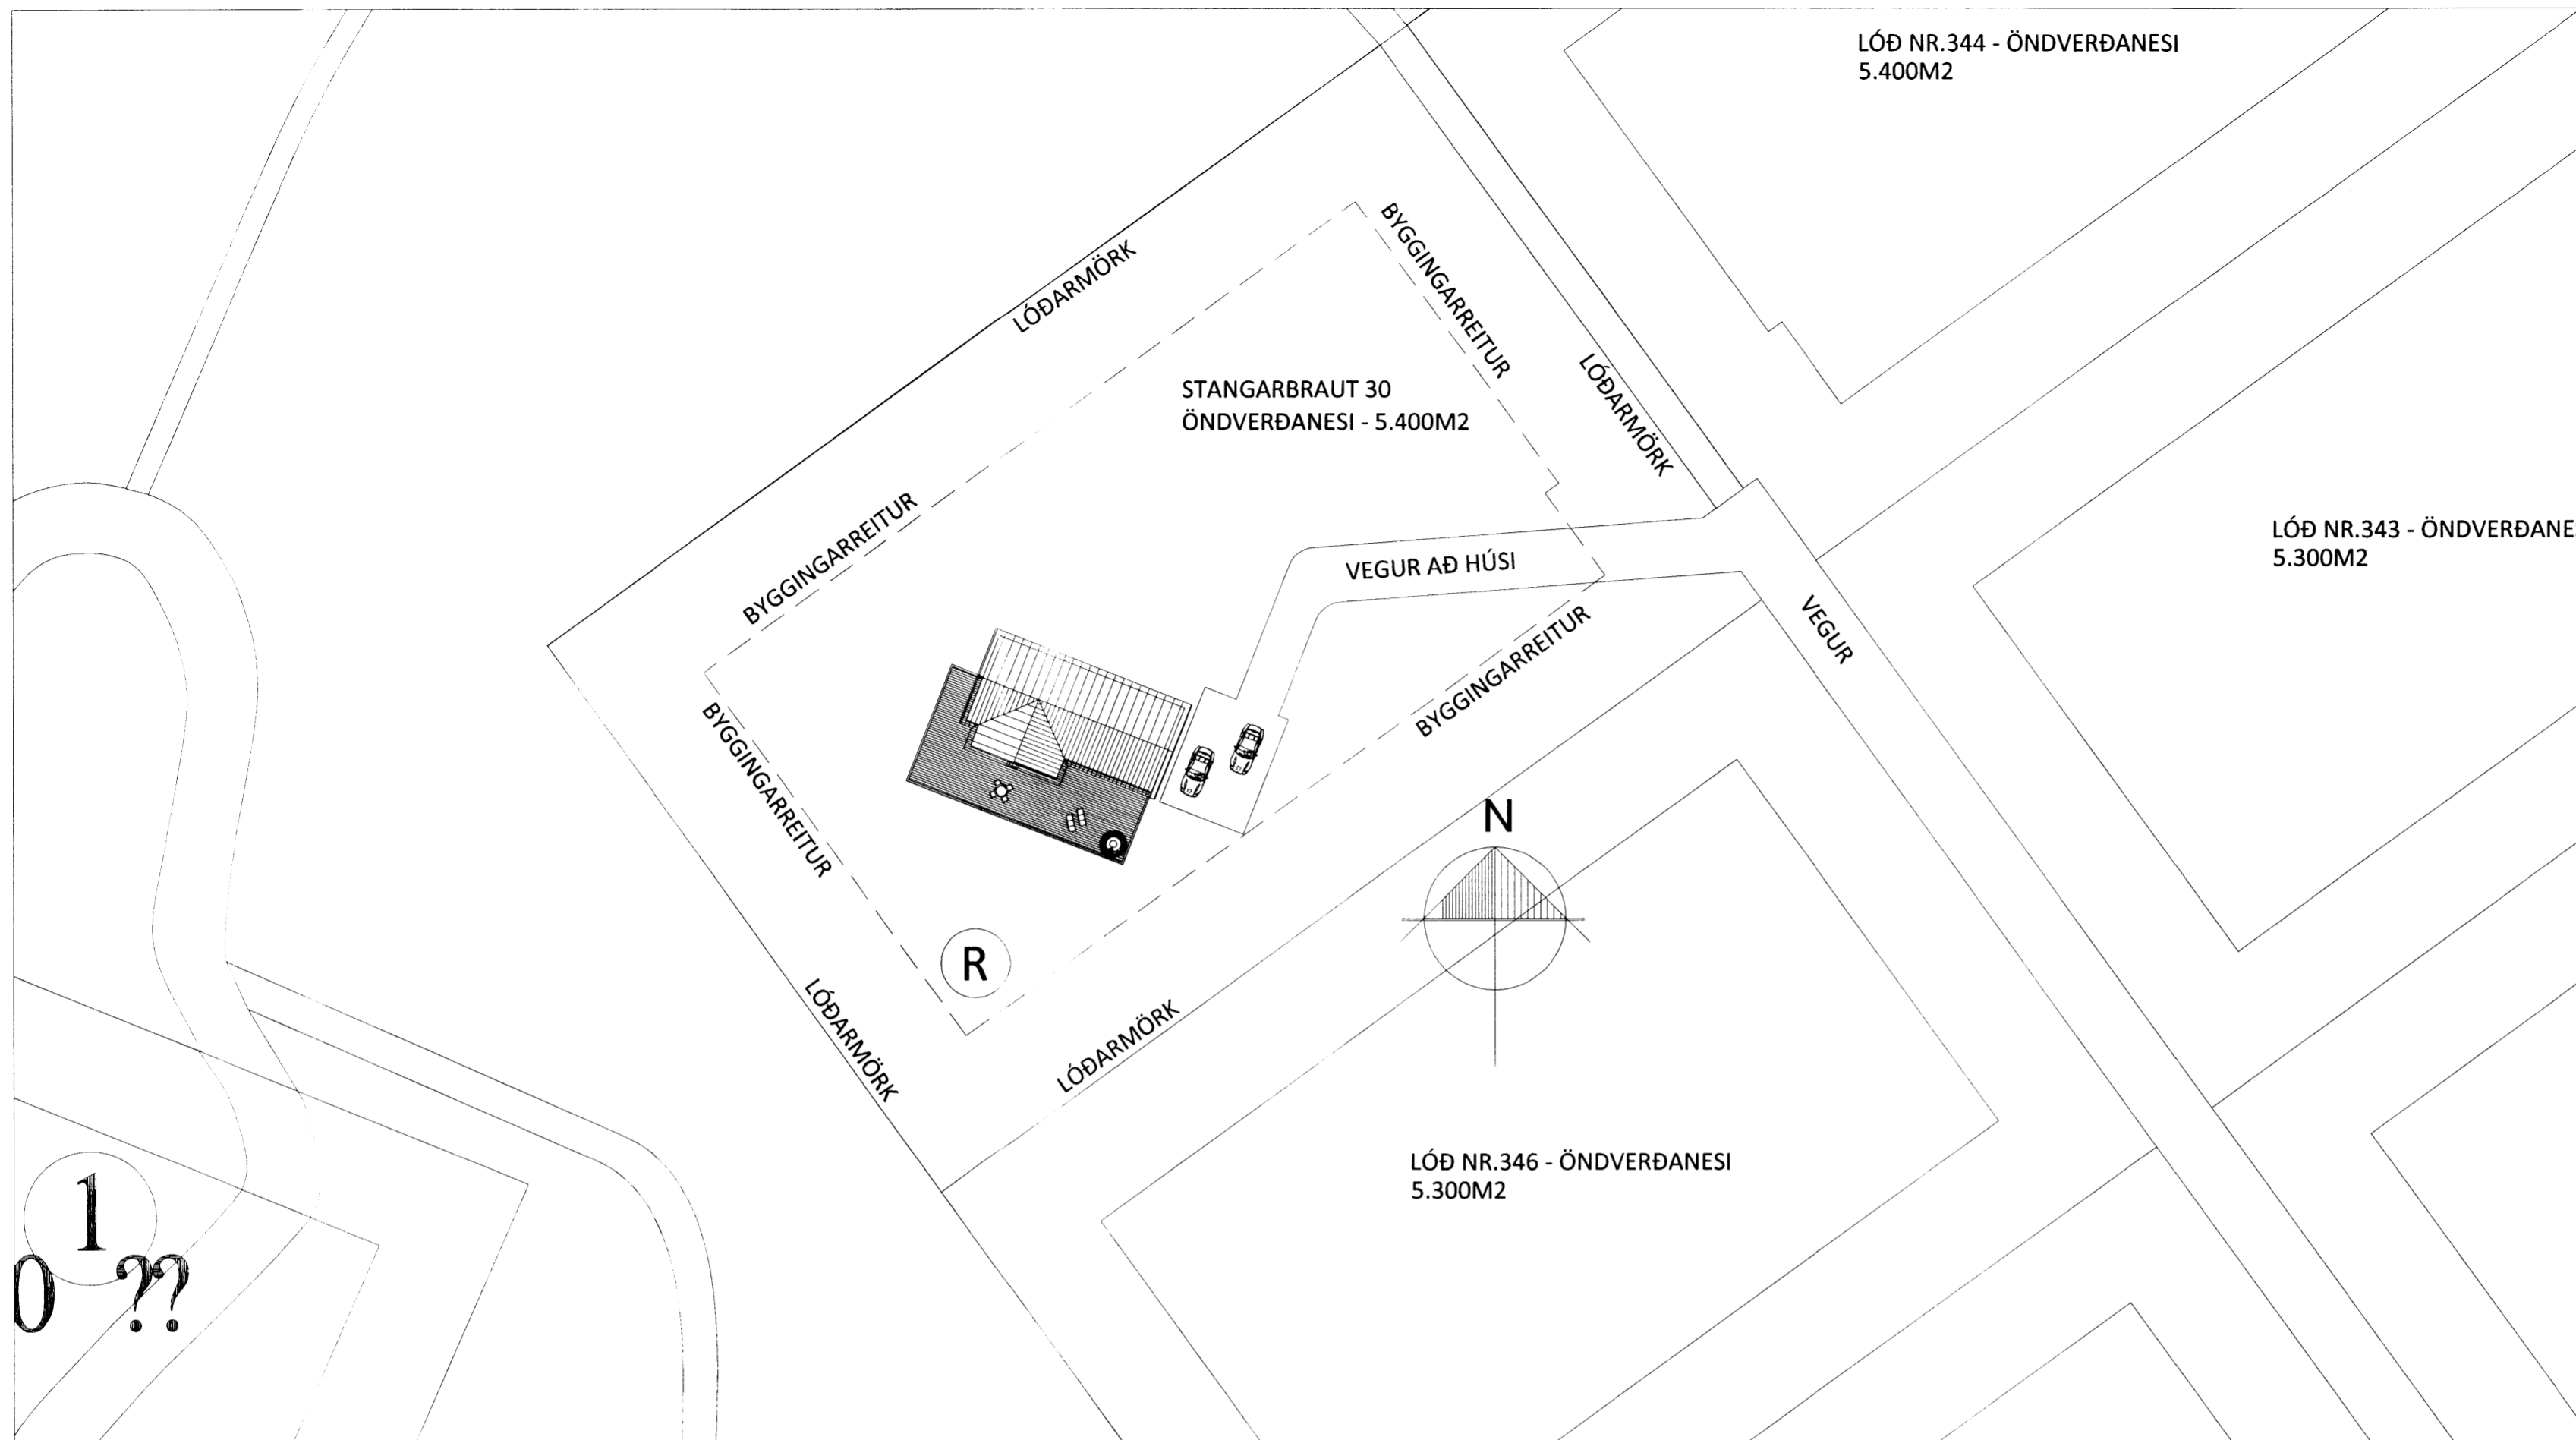 LÓÐ NR.344 - ÖNDVERÐANESI
5.400M2
BYGGINGARREITUR
LÓÐARMÖRK
STANGARBRAUT 30
ÖNDVERÐANESI - 5.400M2
LÓÐARMÖRK
BYGGINGARREITUR
LÓÐ NR.343 - ÖNDVERÐANE
5.300M2
VEGUR AÐ HÚSI
VEGUR
BYGGINGARREITUR
BYGGINGARREITUR
N
R
LÓÐARMÖRK
LÓÐARMÖRK
LÓÐ NR.346 - ÖNDVERÐANESI
5.300M2
1
0 ??